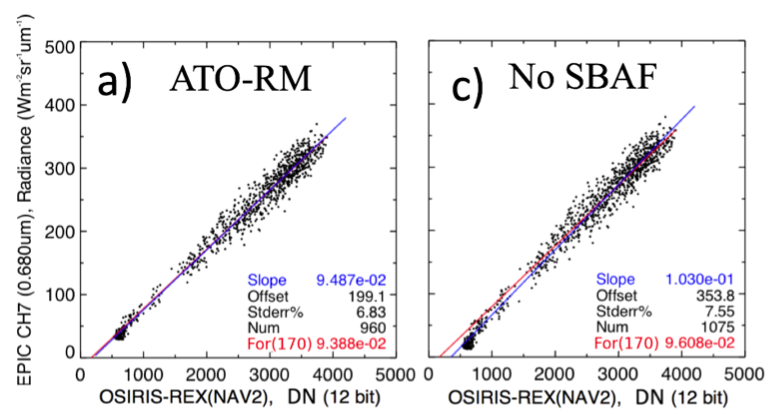 a) ATO-RM
EPIC CH7 (0.680um), Radiance (Wm-2sr-1um-1)
500
400
300
200
100
0
Slope 9.487e-02
Offset 199.1
Stderr% 6.83
Num 960
For(170) 9.388e-02
0 1000 2000 3000 4000 5000
OSIRIS-REX(NAV2), DN (12 bit)
c) No SBAF
Slope 1.030e-01
Offset 353.8
Stderr% 7.55
Num 1075
For(170) 9.608e-02
0 1000 2000 3000 4000 5000
OSIRIS-REX(NAV2), DN (12 bit)